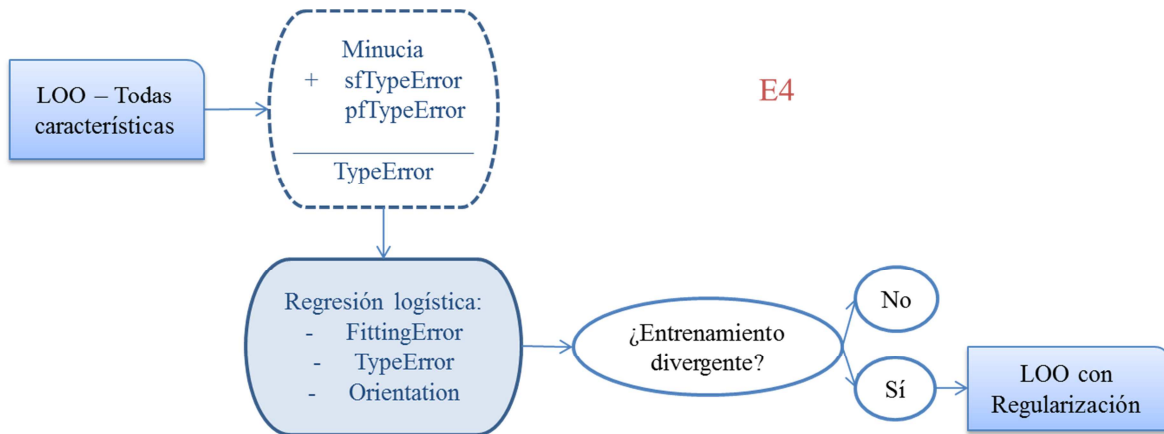 LOO – Todas
características
Minucia
+ sfTypeError
pfTypeError
TypeError
E4
Regresión logística:
- FittingError
- TypeError
- Orientation
¿Entrenamiento
divergente?
No
Sí
LOO con
Regularización